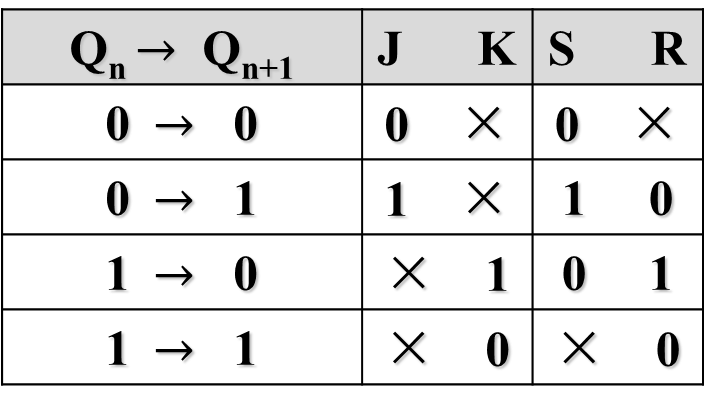 Qn → Qn+1 J K S R
0 → 0 0 × 0 ×
0 → 1 1 × 1 0
1 → 0 × 1 0 1
1 → 1 × 0 × 0